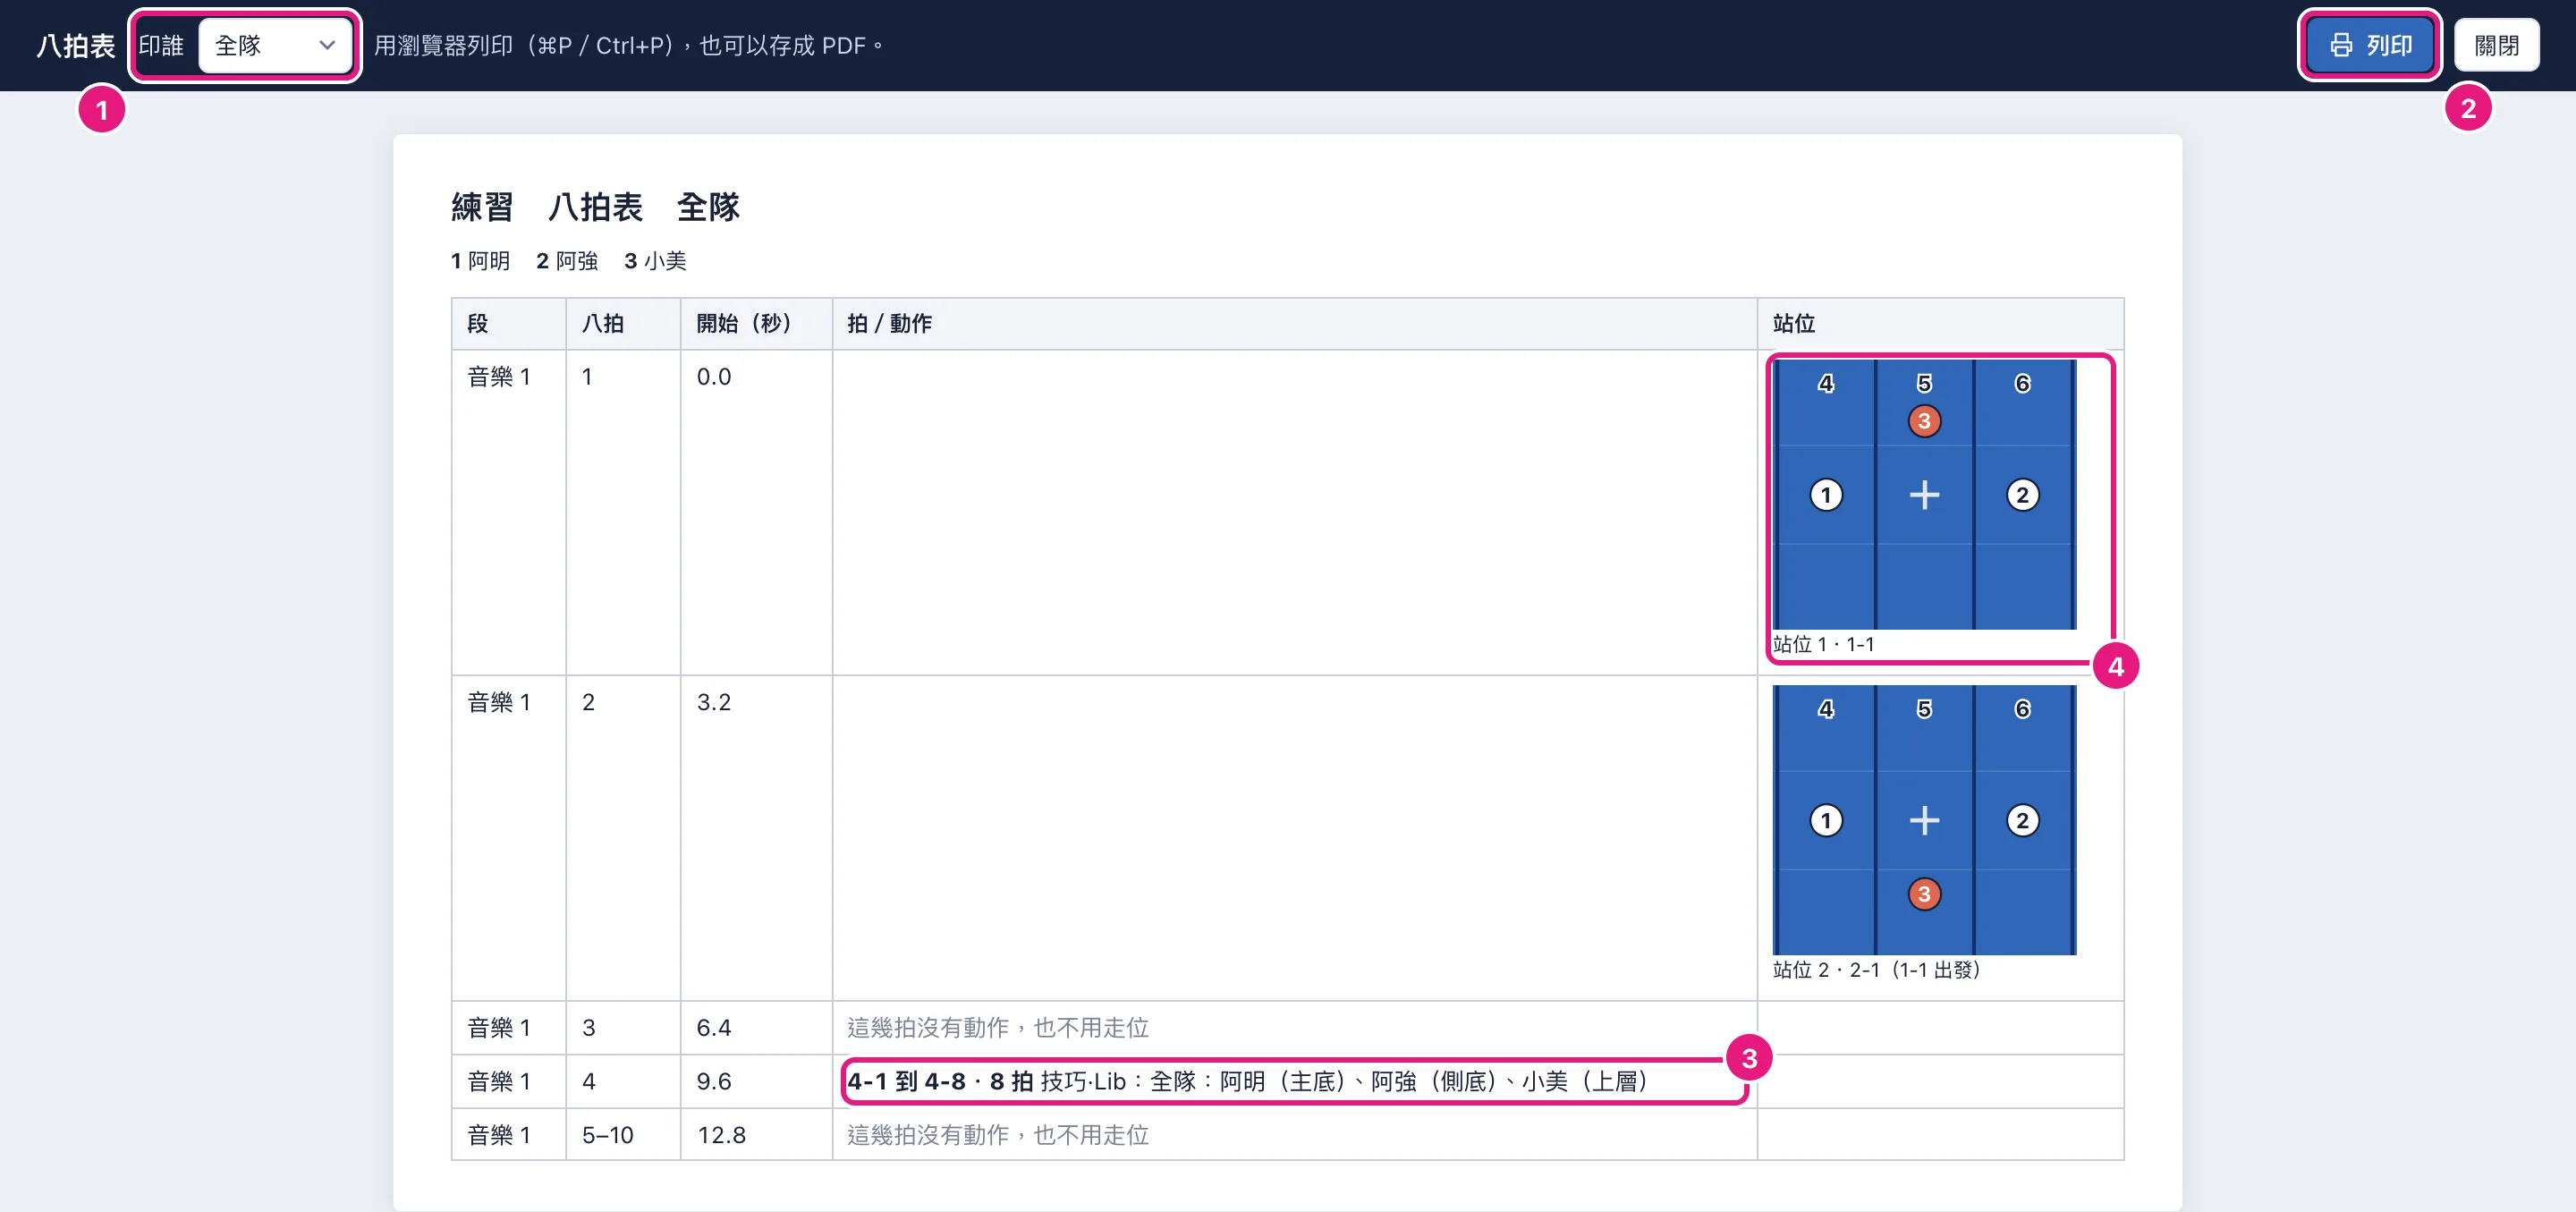 八拍表 印誰 全隊 用瀏覽器列印（⌘P / Ctrl+P），也可以存成 PDF。 列印 關閉
1 2
練習　八拍表　全隊
1 阿明 2 阿強 3 小美
段 八拍 開始（秒） 拍 / 動作 站位
音樂 1 1 0.0
4 5 6
3
1 2
站位 1 · 1-1
4
音樂 1 2 3.2
4 5 6
1 2
3
站位 2 · 2-1（1-1 出發）
音樂 1 3 6.4 這幾拍沒有動作，也不用走位
3
音樂 1 4 9.6 4-1 到 4-8 · 8 拍 技巧·Lib：全隊：阿明（主底）、阿強（側底）、小美（上層）
音樂 1 5–10 12.8 這幾拍沒有動作，也不用走位